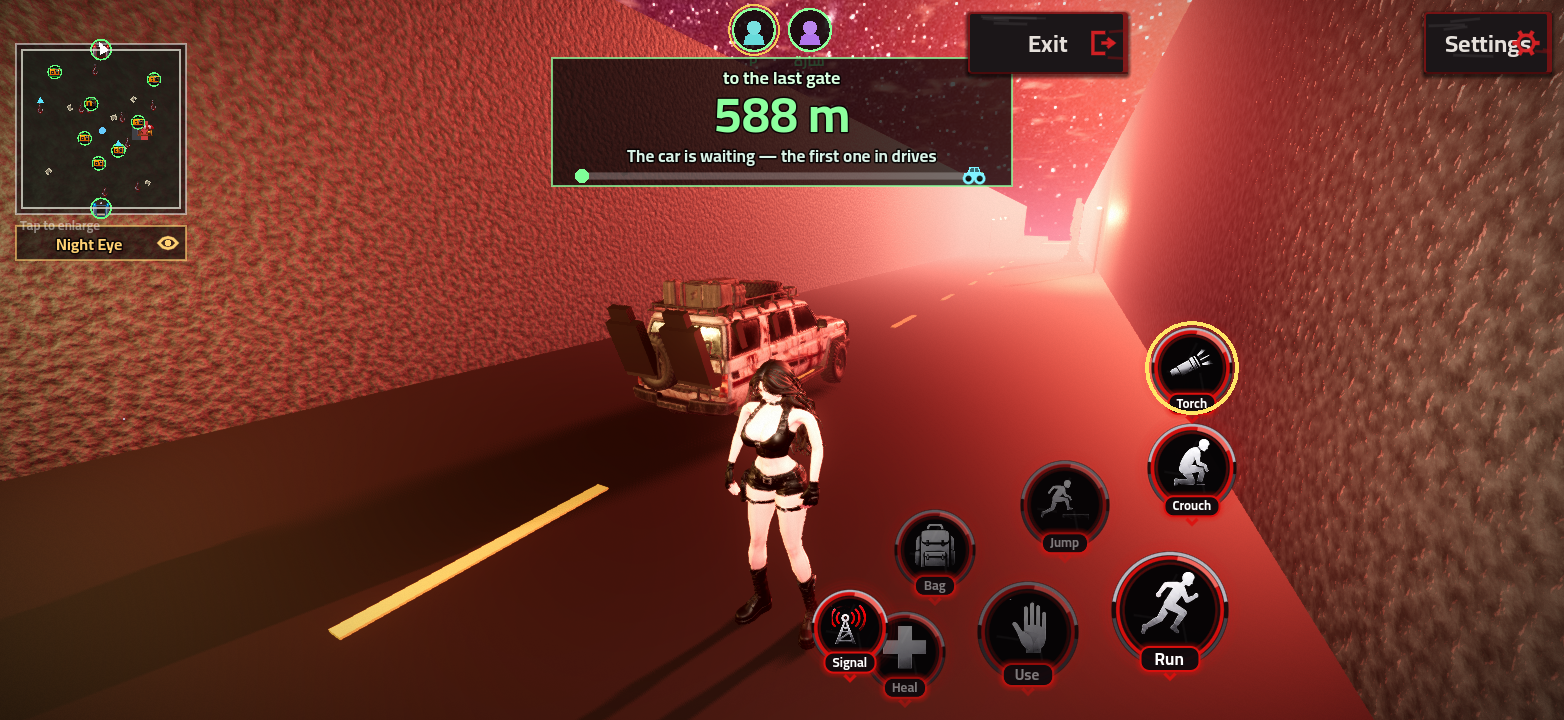 Exit
Settings
to the last gate
588 m
The car is waiting — the first one in drives
Tap to enlarge
Night Eye
Torch
Crouch
Jump
Bag
Signal
Heal
Use
Run